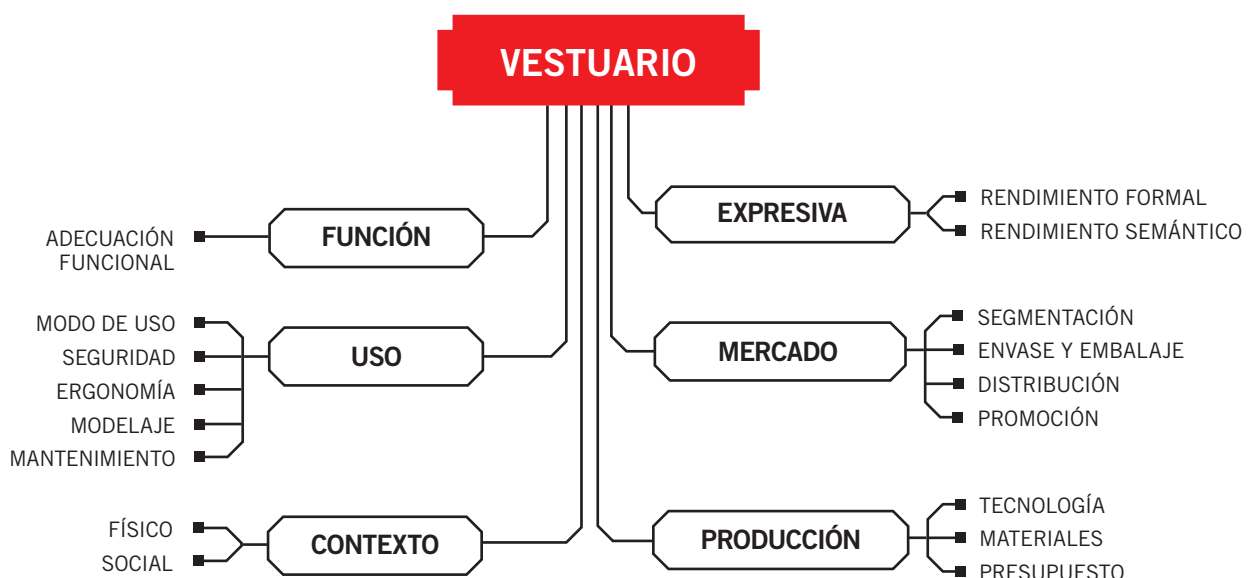 VESTUARIO
FUNCIÓN
ADECUACIÓN
FUNCIONAL
USO
MODO DE USO
SEGURIDAD
ERGONOMÍA
MODELAJE
MANTENIMIENTO
CONTEXTO
FÍSICO
SOCIAL
EXPRESIVA
RENDIMIENTO FORMAL
RENDIMIENTO SEMÁNTICO
MERCADO
SEGMENTACIÓN
ENVASE Y EMBALAJE
DISTRIBUCIÓN
PROMOCIÓN
PRODUCCIÓN
TECNOLOGÍA
MATERIALES
PRESUPUESTO